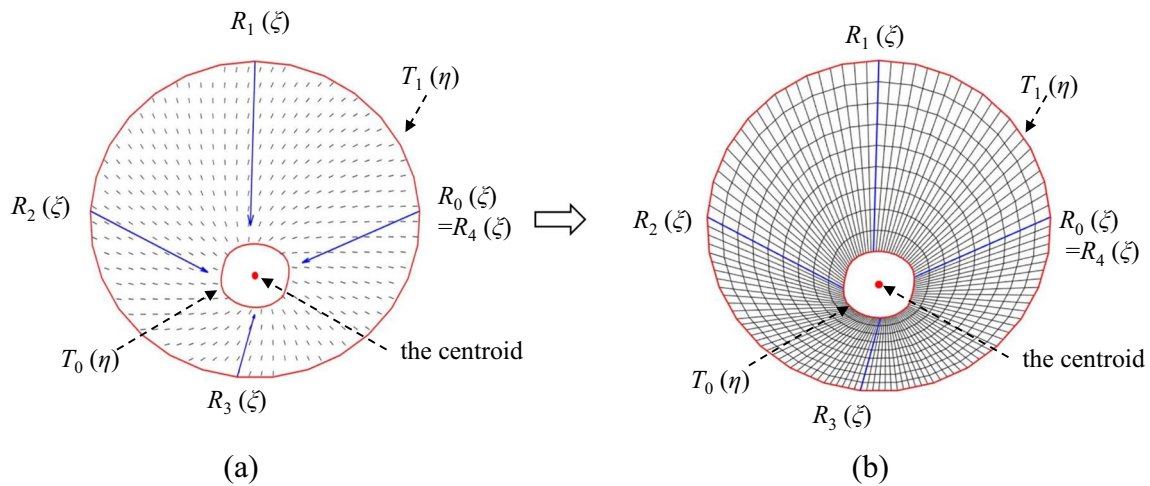 R₁ (ξ)
T₁ (η)
R₂ (ξ)
R₀ (ξ)
=R₄ (ξ)
T₀ (η)
the centroid
R₃ (ξ)
(a)
R₁ (ξ)
T₁ (η)
R₂ (ξ)
R₀ (ξ)
=R₄ (ξ)
T₀ (η)
the centroid
R₃ (ξ)
(b)